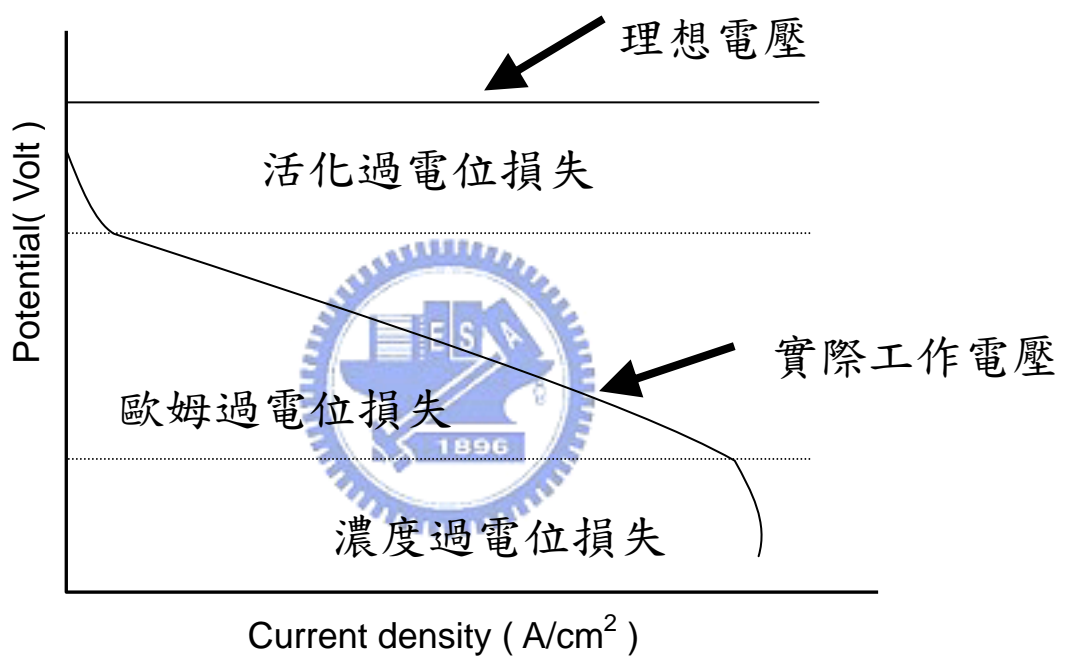 理想電壓
Potential( Volt )
活化過電位損失
ESA
實際工作電壓
歐姆過電位損失
1896
濃度過電位損失
Current density ( A/cm² )